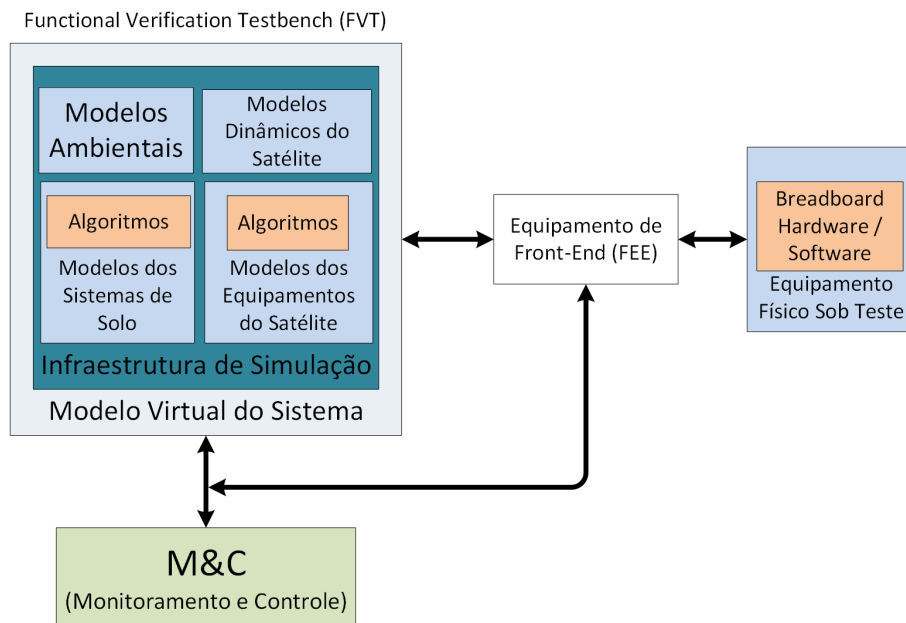 Functional Verification Testbench (FVT)
Modelos
Ambientais
Modelos
Dinâmicos do
Satélite
Algoritmos
Modelos dos
Sistemas de
Solo
Algoritmos
Modelos dos
Equipamentos
do Satélite
Infraestrutura de Simulação
Modelo Virtual do Sistema
Equipamento de
Front-End (FEE)
Breadboard
Hardware /
Software
Equipamento
Físico Sob Teste
M&C
(Monitoramento e Controle)